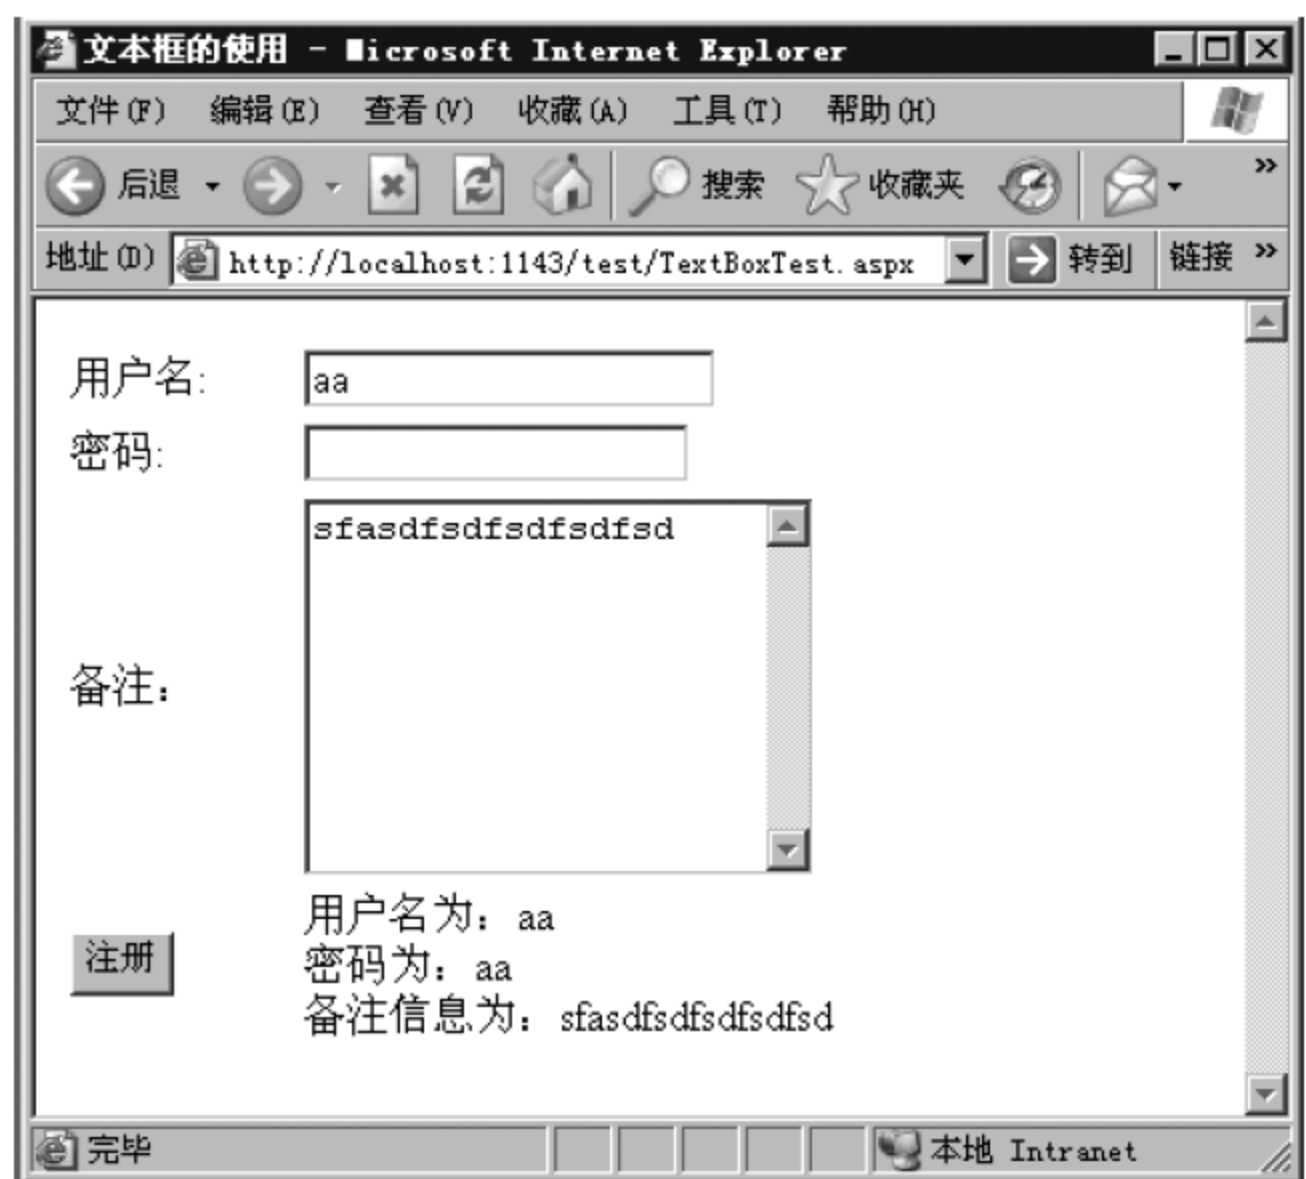 文本框的使用 - Microsoft Internet Explorer
文件(F) 编辑(E) 查看(V) 收藏(A) 工具(T) 帮助(H)
后退 搜索 收藏夹 »
地址(D) http://localhost:1143/test/TextBoxTest.aspx 转到 链接 »
用户名: aa
密码:
sfasdfsdfsdfsdfsd
备注：
注册
用户名为：aa
密码为：aa
备注信息为：sfasdfsdfsdfsdfsd
完毕 本地 Intranet